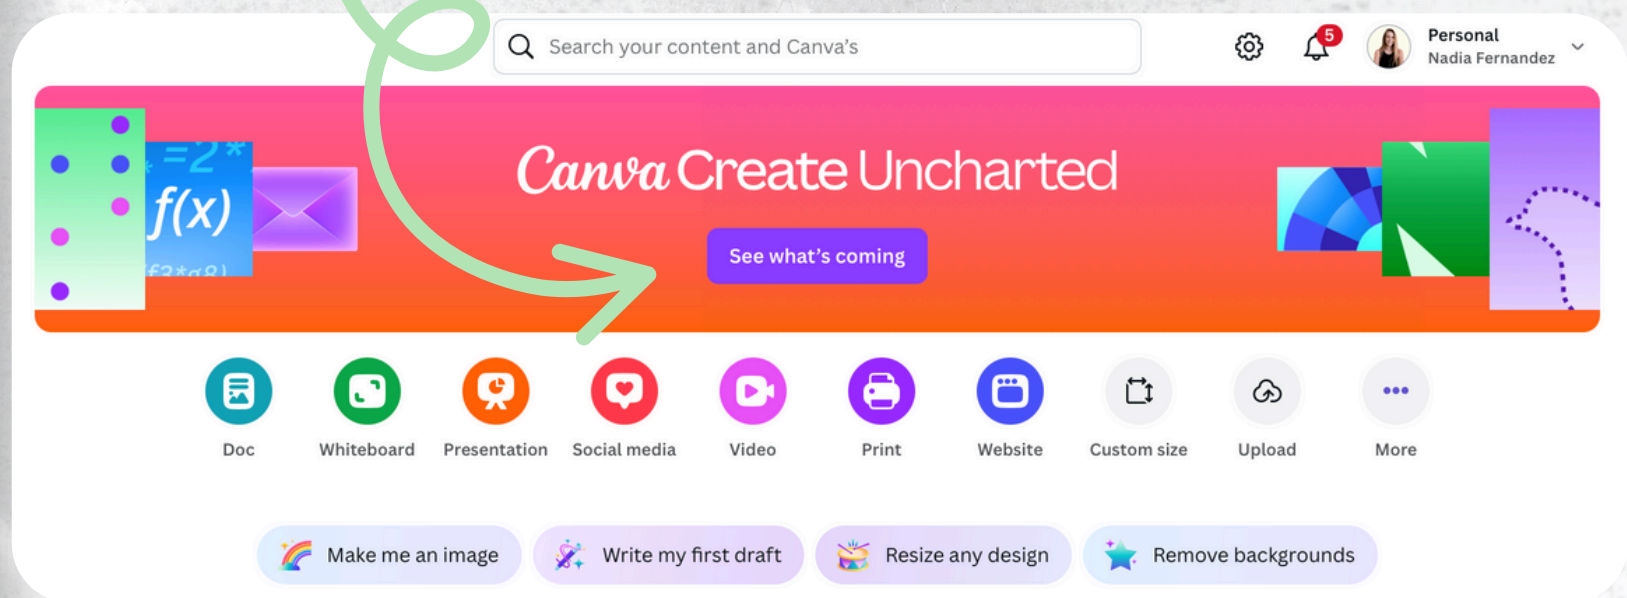 Search your content and Canva's
5
Personal
Nadia Fernandez
=2*
*
f(x)
Canva Create Uncharted
See what's coming
Doc
Whiteboard
Presentation
Social media
Video
Print
Website
Custom size
Upload
More
Make me an image
Write my first draft
Resize any design
Remove backgrounds